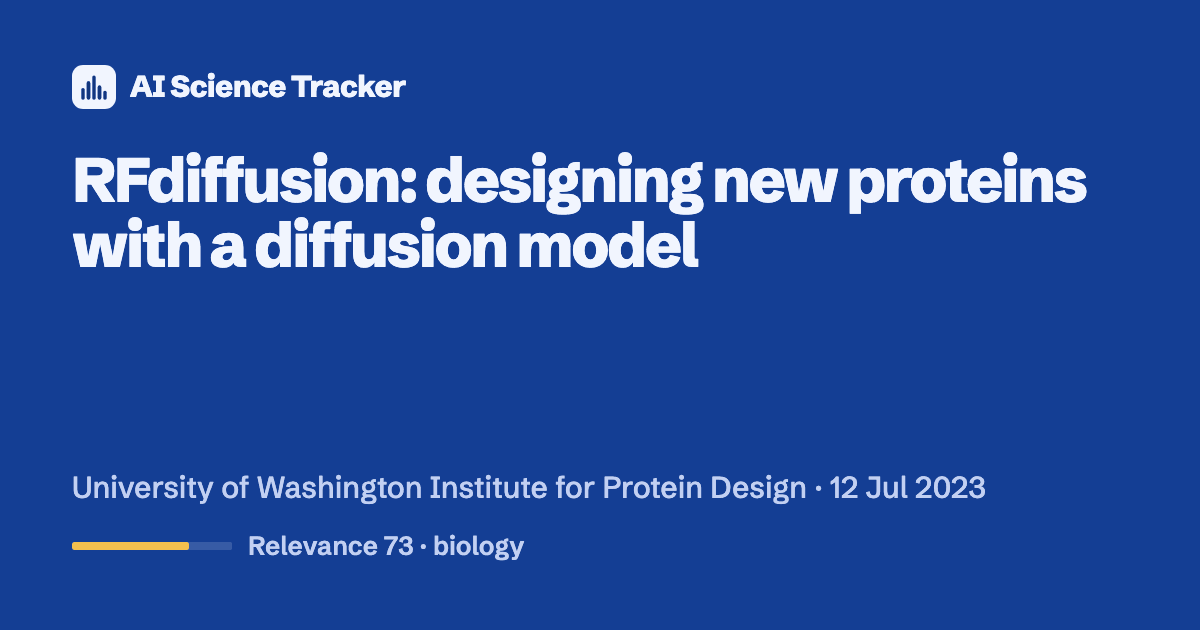 AI Science Tracker
RFdiffusion: designing new proteins
with a diffusion model
University of Washington Institute for Protein Design · 12 Jul 2023
Relevance 73 · biology